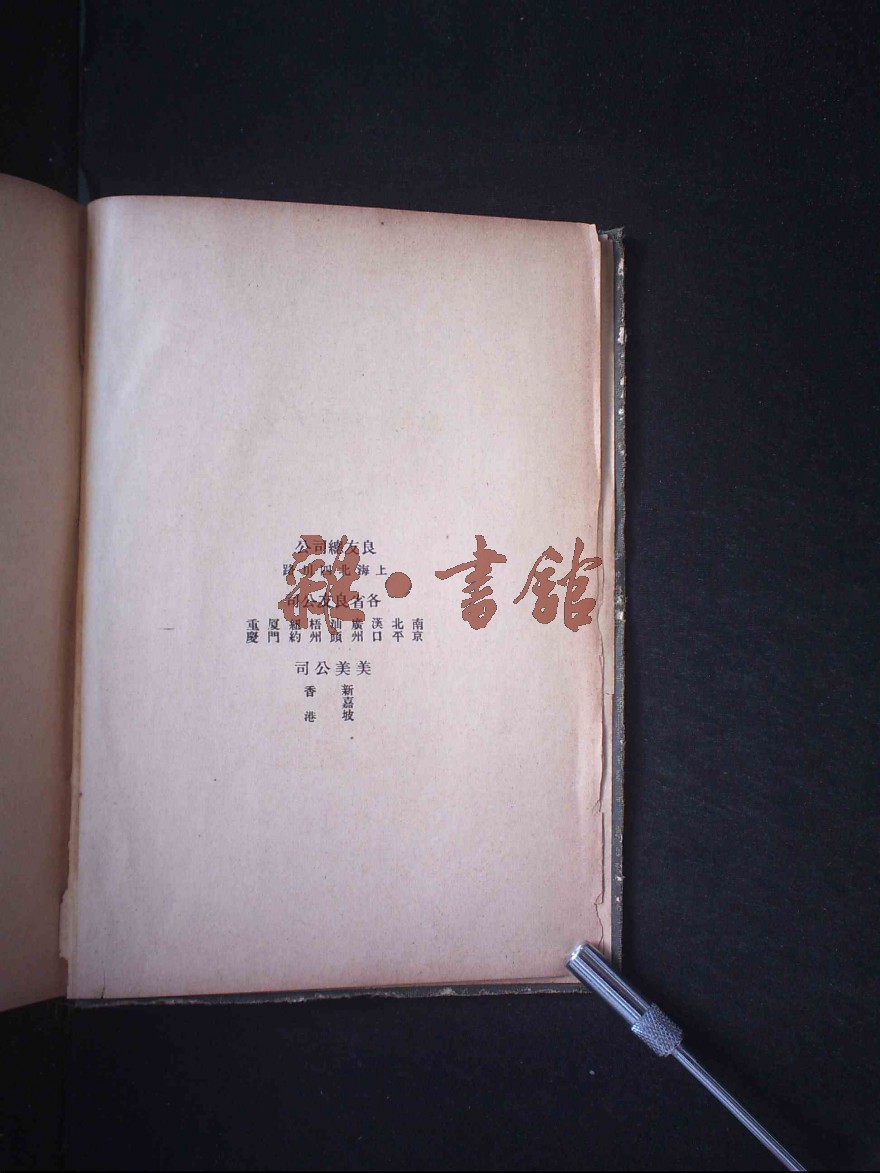 良友總公司
上海北四川路
各省良友公司
南京 北平 漢口 廣州 汕頭 梧州 紐約 厦門 重慶
美美公司
新嘉坡 香港
雜·書館